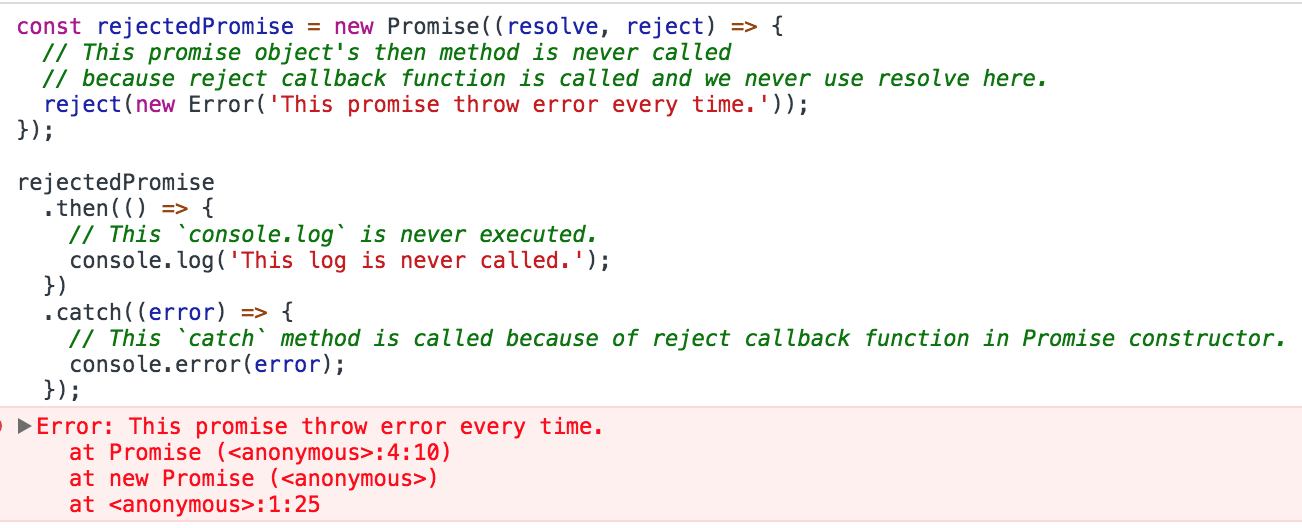 const rejectedPromise = new Promise((resolve, reject) => {
  // This promise object's then method is never called
  // because reject callback function is called and we never use resolve here.
  reject(new Error('This promise throw error every time.'));
});

rejectedPromise
  .then(() => {
    // This `console.log` is never executed.
    console.log('This log is never called.');
  })
  .catch((error) => {
    // This `catch` method is called because of reject callback function in Promise constructor.
    console.error(error);
  });
▶Error: This promise throw error every time.
    at Promise (<anonymous>:4:10)
    at new Promise (<anonymous>)
    at <anonymous>:1:25